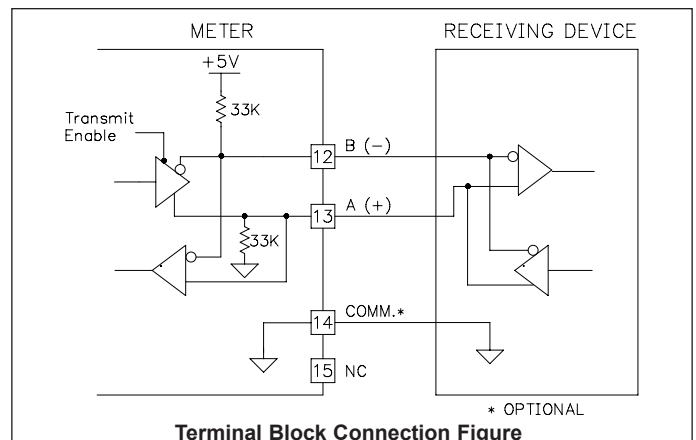 METER
RECEIVING DEVICE
+5V
33K
Transmit
Enable
12
B (-)
13
A (+)
33K
14
COMM.*
15
NC
* OPTIONAL
Terminal Block Connection Figure